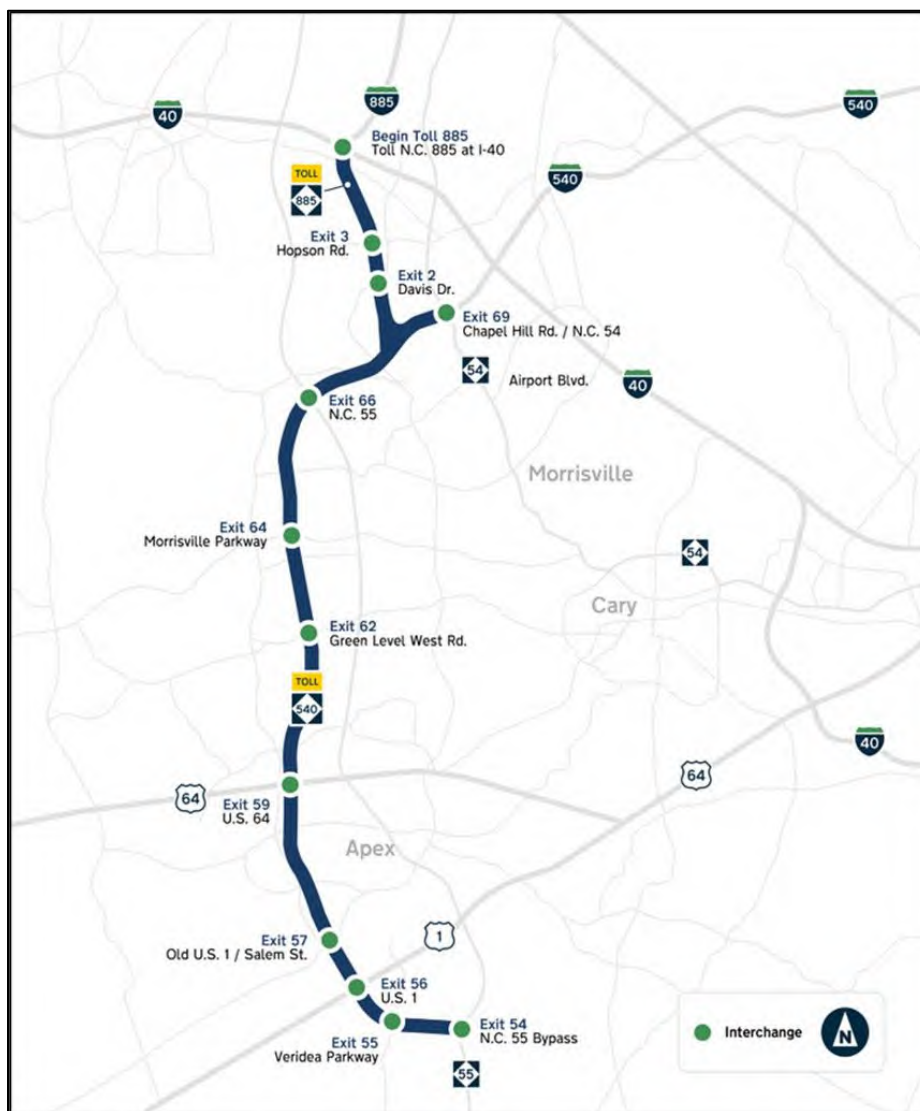 885
40
540
Begin Toll 885
Toll N.C. 885 at I-40
TOLL
885
540
Exit 3
Hopson Rd.
Exit 2
Davis Dr.
Exit 69
Chapel Hill Rd. / N.C. 54
54
Airport Blvd.
40
Exit 66
N.C. 55
Morrisville
Exit 64
Morrisville Parkway
54
Cary
Exit 62
Green Level West Rd.
TOLL
540
40
64
64
Exit 59
U.S. 64
Apex
1
Exit 57
Old U.S. 1 / Salem St.
Exit 56
U.S. 1
Exit 55
Veridea Parkway
Exit 54
N.C. 55 Bypass
55
Interchange
N